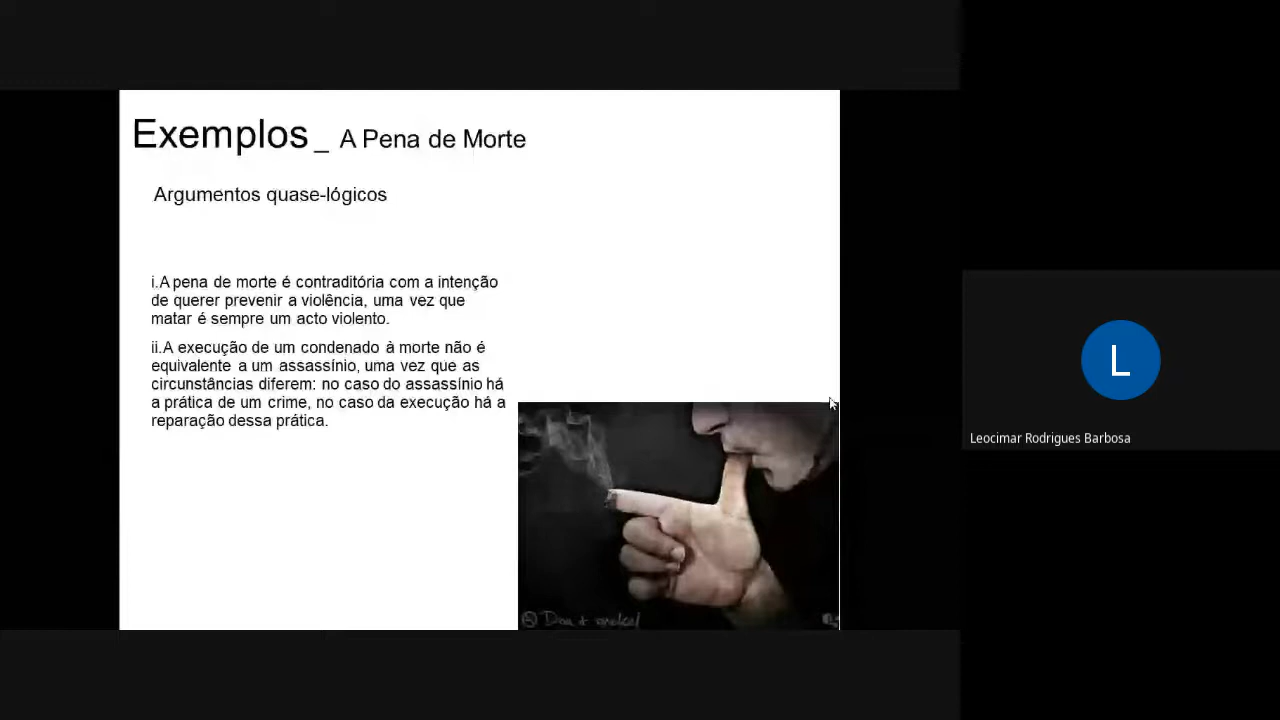 Exemplos _ A Pena de Morte
Argumentos quase-lógicos
i.A pena de morte é contraditória com a intenção
de querer prevenir a violência, uma vez que
matar é sempre um acto violento.
ii.A execução de um condenado à morte não é
equivalente a um assassínio, uma vez que as
circunstâncias diferem: no caso do assassínio há
a prática de um crime, no caso da execução há a
reparação dessa prática.
L
Leocimar Rodrigues Barbosa